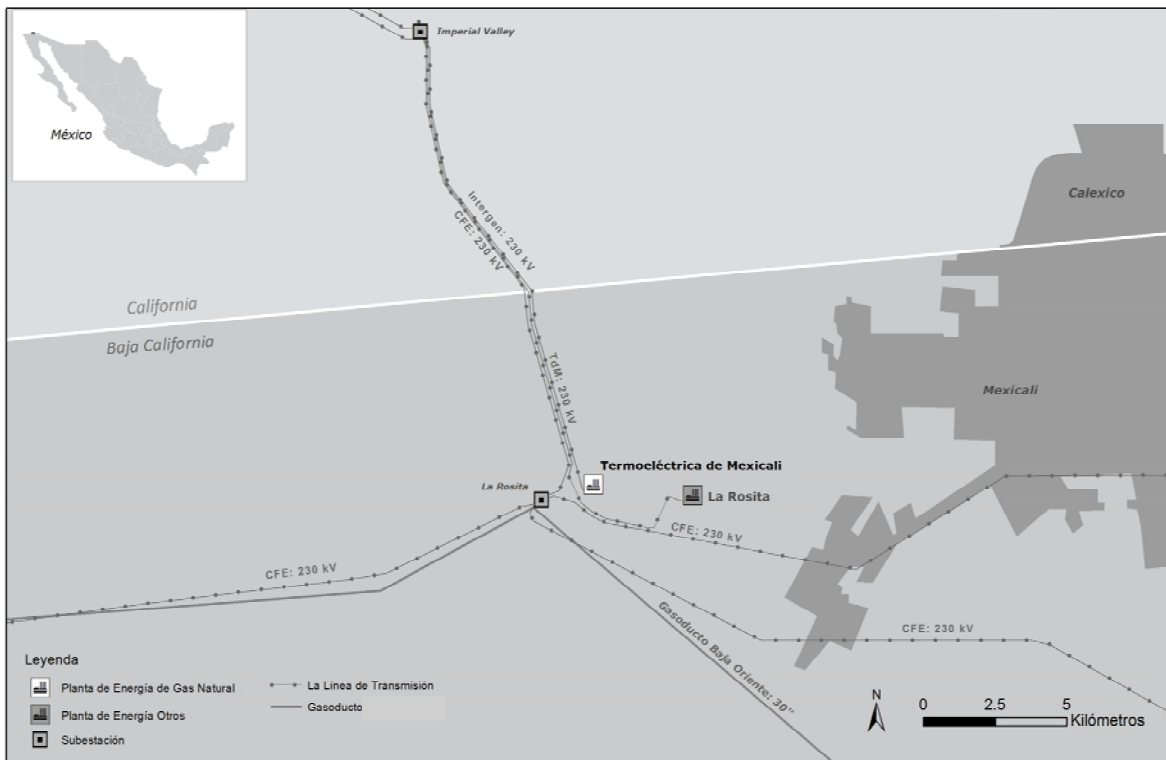 Imperial Valley
México
Calexico
Intergen: 230 kV
CFE: 230 kV
California
Baja California
TdM: 230 kV
Mexicali
Termoeléctrica de Mexicali
La Rosita
La Rosita
CFE: 230 kV
CFE: 230 kV
CFE: 230 kV
Gasoducto Baja Oriente: 30"
Leyenda
Planta de Energía de Gas Natural
La Línea de Transmisión
Planta de Energía Otros
Gasoducto
Subestación
N
0 2.5 5
Kilómetros